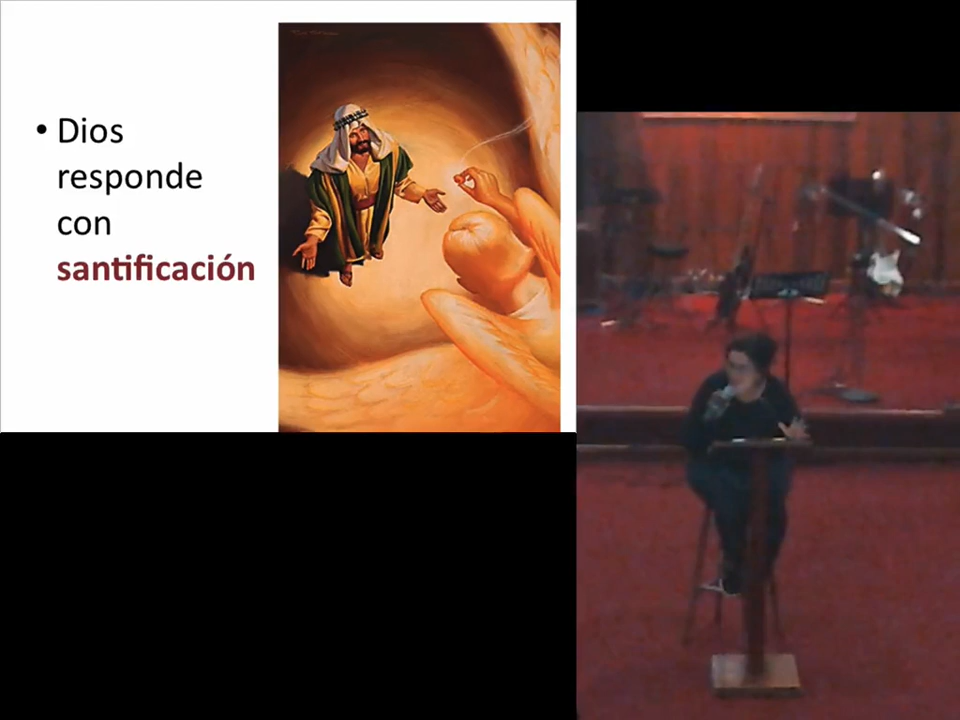 • Dios
responde
con
santificación